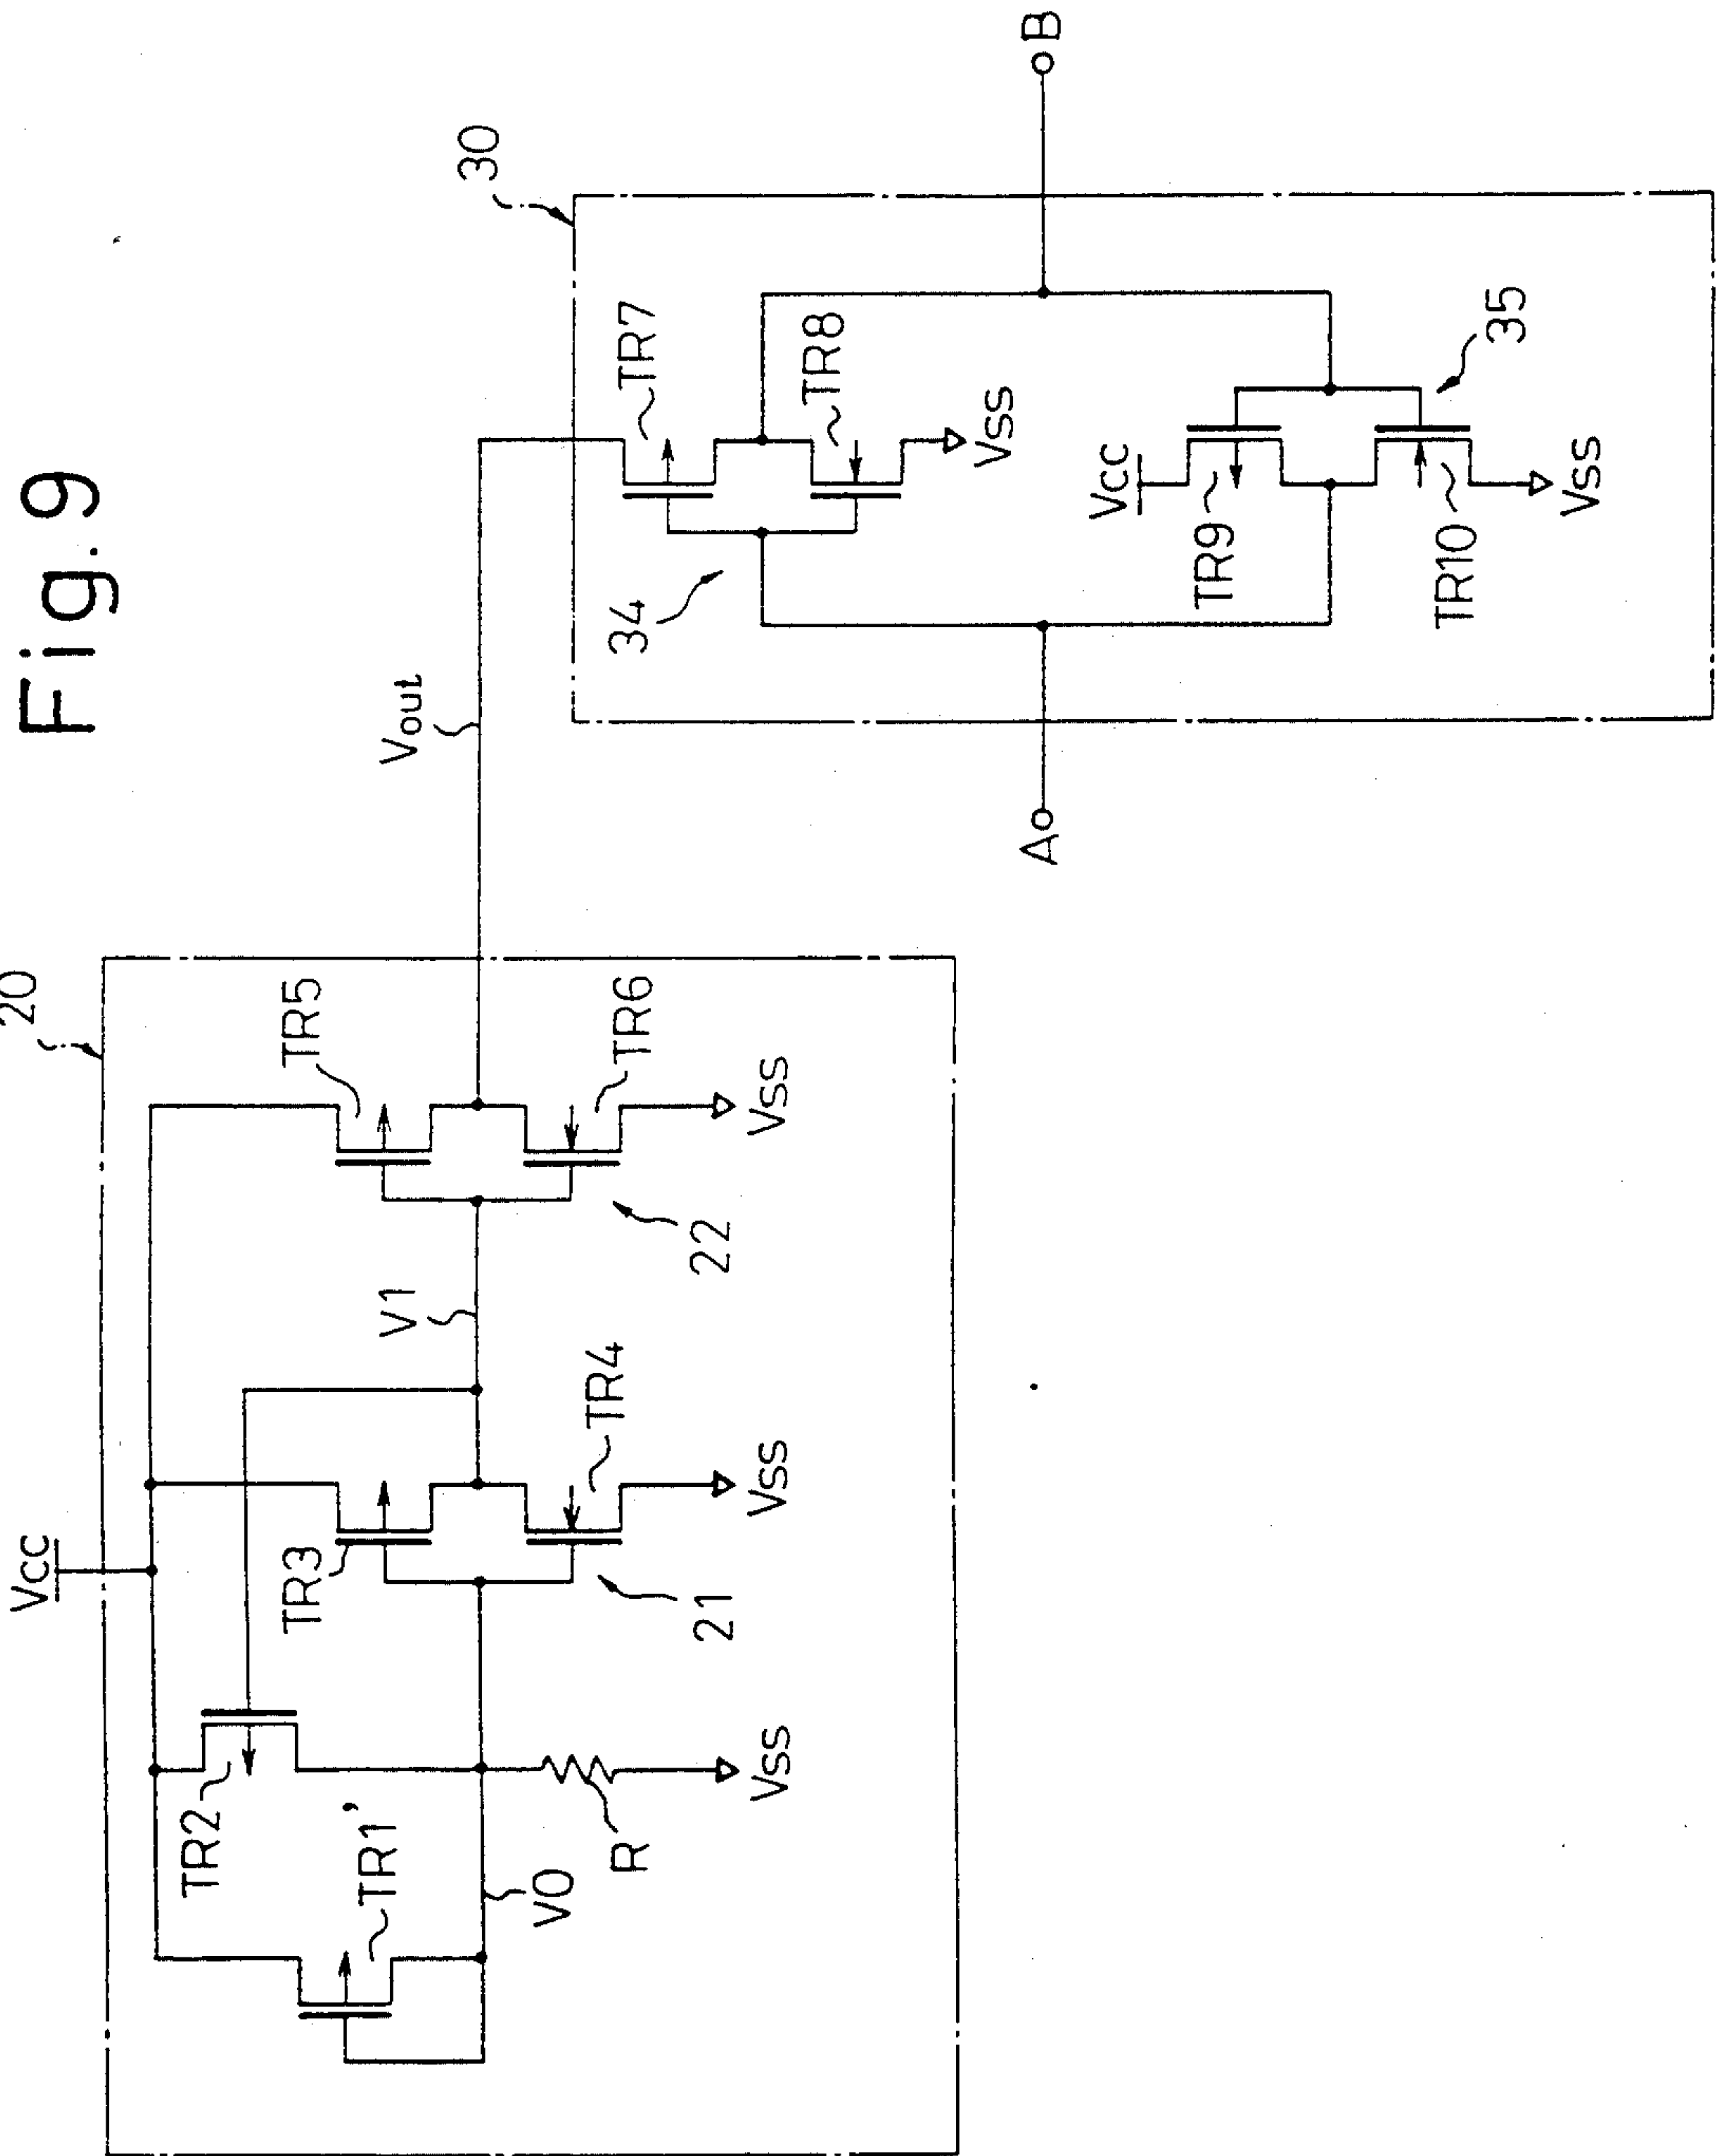 Fig.9
20
Vcc
TR2
TR1'
V0
R
Vss
TR3
TR4
21
Vss
V1
TR5
TR6
22
Vss
Vout
30
TR7
TR8
34
Vss
Vcc
TR9
TR10
35
Vss
A
B